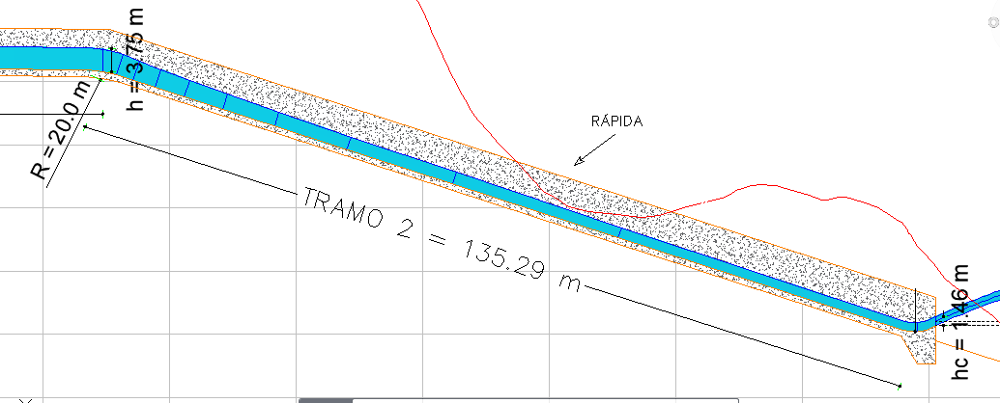 h = 3.75 m
R = 20.0 m
RÁPIDA
TRAMO 2 = 135.29 m
hc = 1.46 m